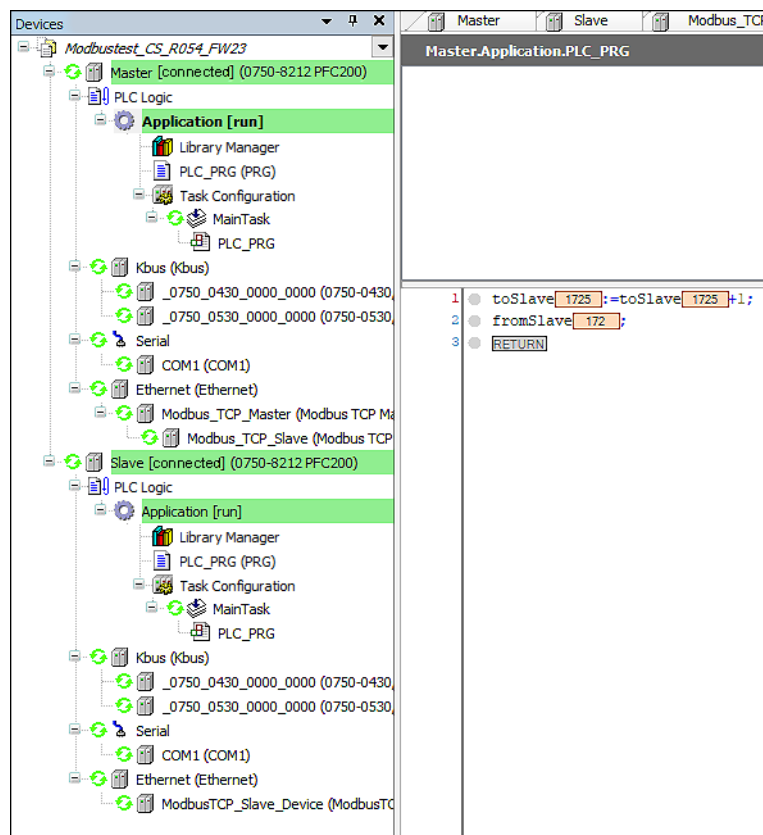 Devices
Modbustest_CS_R054_FW23
Master [connected] (0750-8212 PFC200)
PLC Logic
Application [run]
Library Manager
PLC_PRG (PRG)
Task Configuration
MainTask
PLC_PRG
Kbus (Kbus)
_0750_0430_0000_0000 (0750-0430,
_0750_0530_0000_0000 (0750-0530,
Serial
COM1 (COM1)
Ethernet (Ethernet)
Modbus_TCP_Master (Modbus TCP Ma
Modbus_TCP_Slave (Modbus TCP
Slave [connected] (0750-8212 PFC200)
PLC Logic
Application [run]
Library Manager
PLC_PRG (PRG)
Task Configuration
MainTask
PLC_PRG
Kbus (Kbus)
_0750_0430_0000_0000 (0750-0430,
_0750_0530_0000_0000 (0750-0530,
Serial
COM1 (COM1)
Ethernet (Ethernet)
ModbusTCP_Slave_Device (ModbusTC
Master Slave Modbus_TCP
Master.Application.PLC_PRG
1 toSlave 1725 :=toSlave 1725 +1;
2 fromSlave 172 ;
3 RETURN